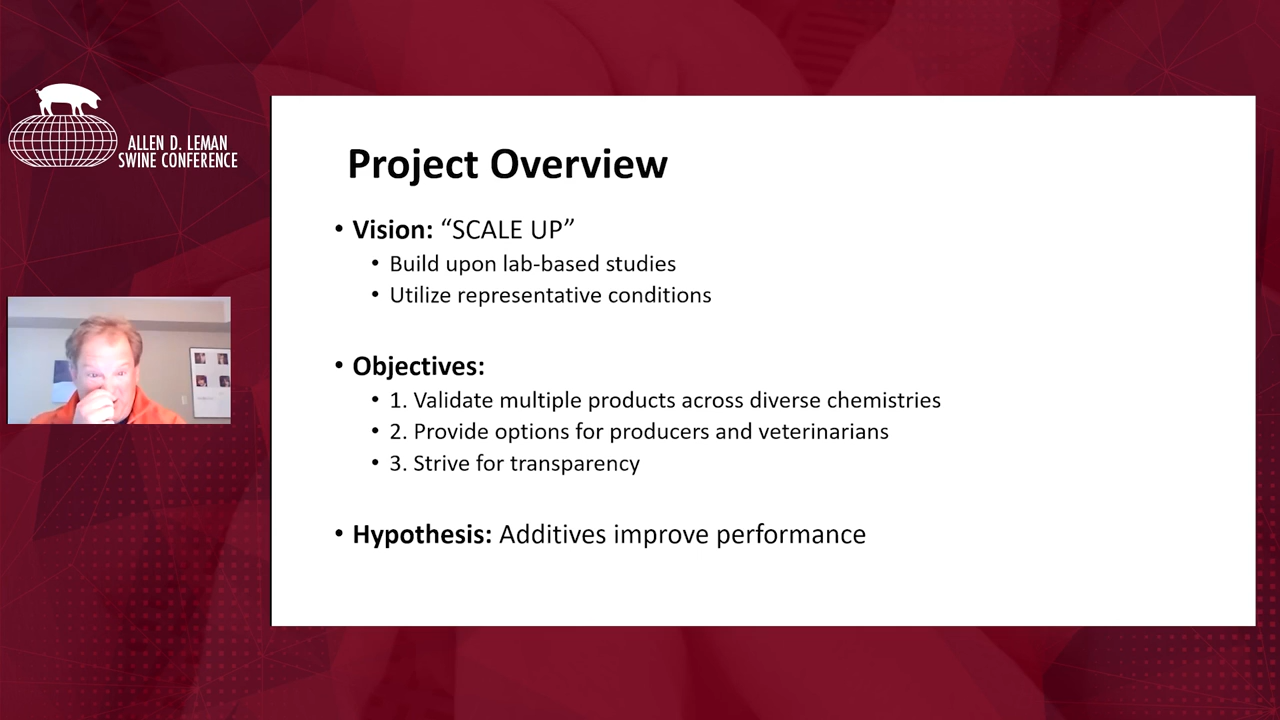 ALLEN D. LEMAN
SWINE CONFERENCE
Project Overview
• Vision: “SCALE UP”
• Build upon lab-based studies
• Utilize representative conditions
• Objectives:
• 1. Validate multiple products across diverse chemistries
• 2. Provide options for producers and veterinarians
• 3. Strive for transparency
• Hypothesis: Additives improve performance